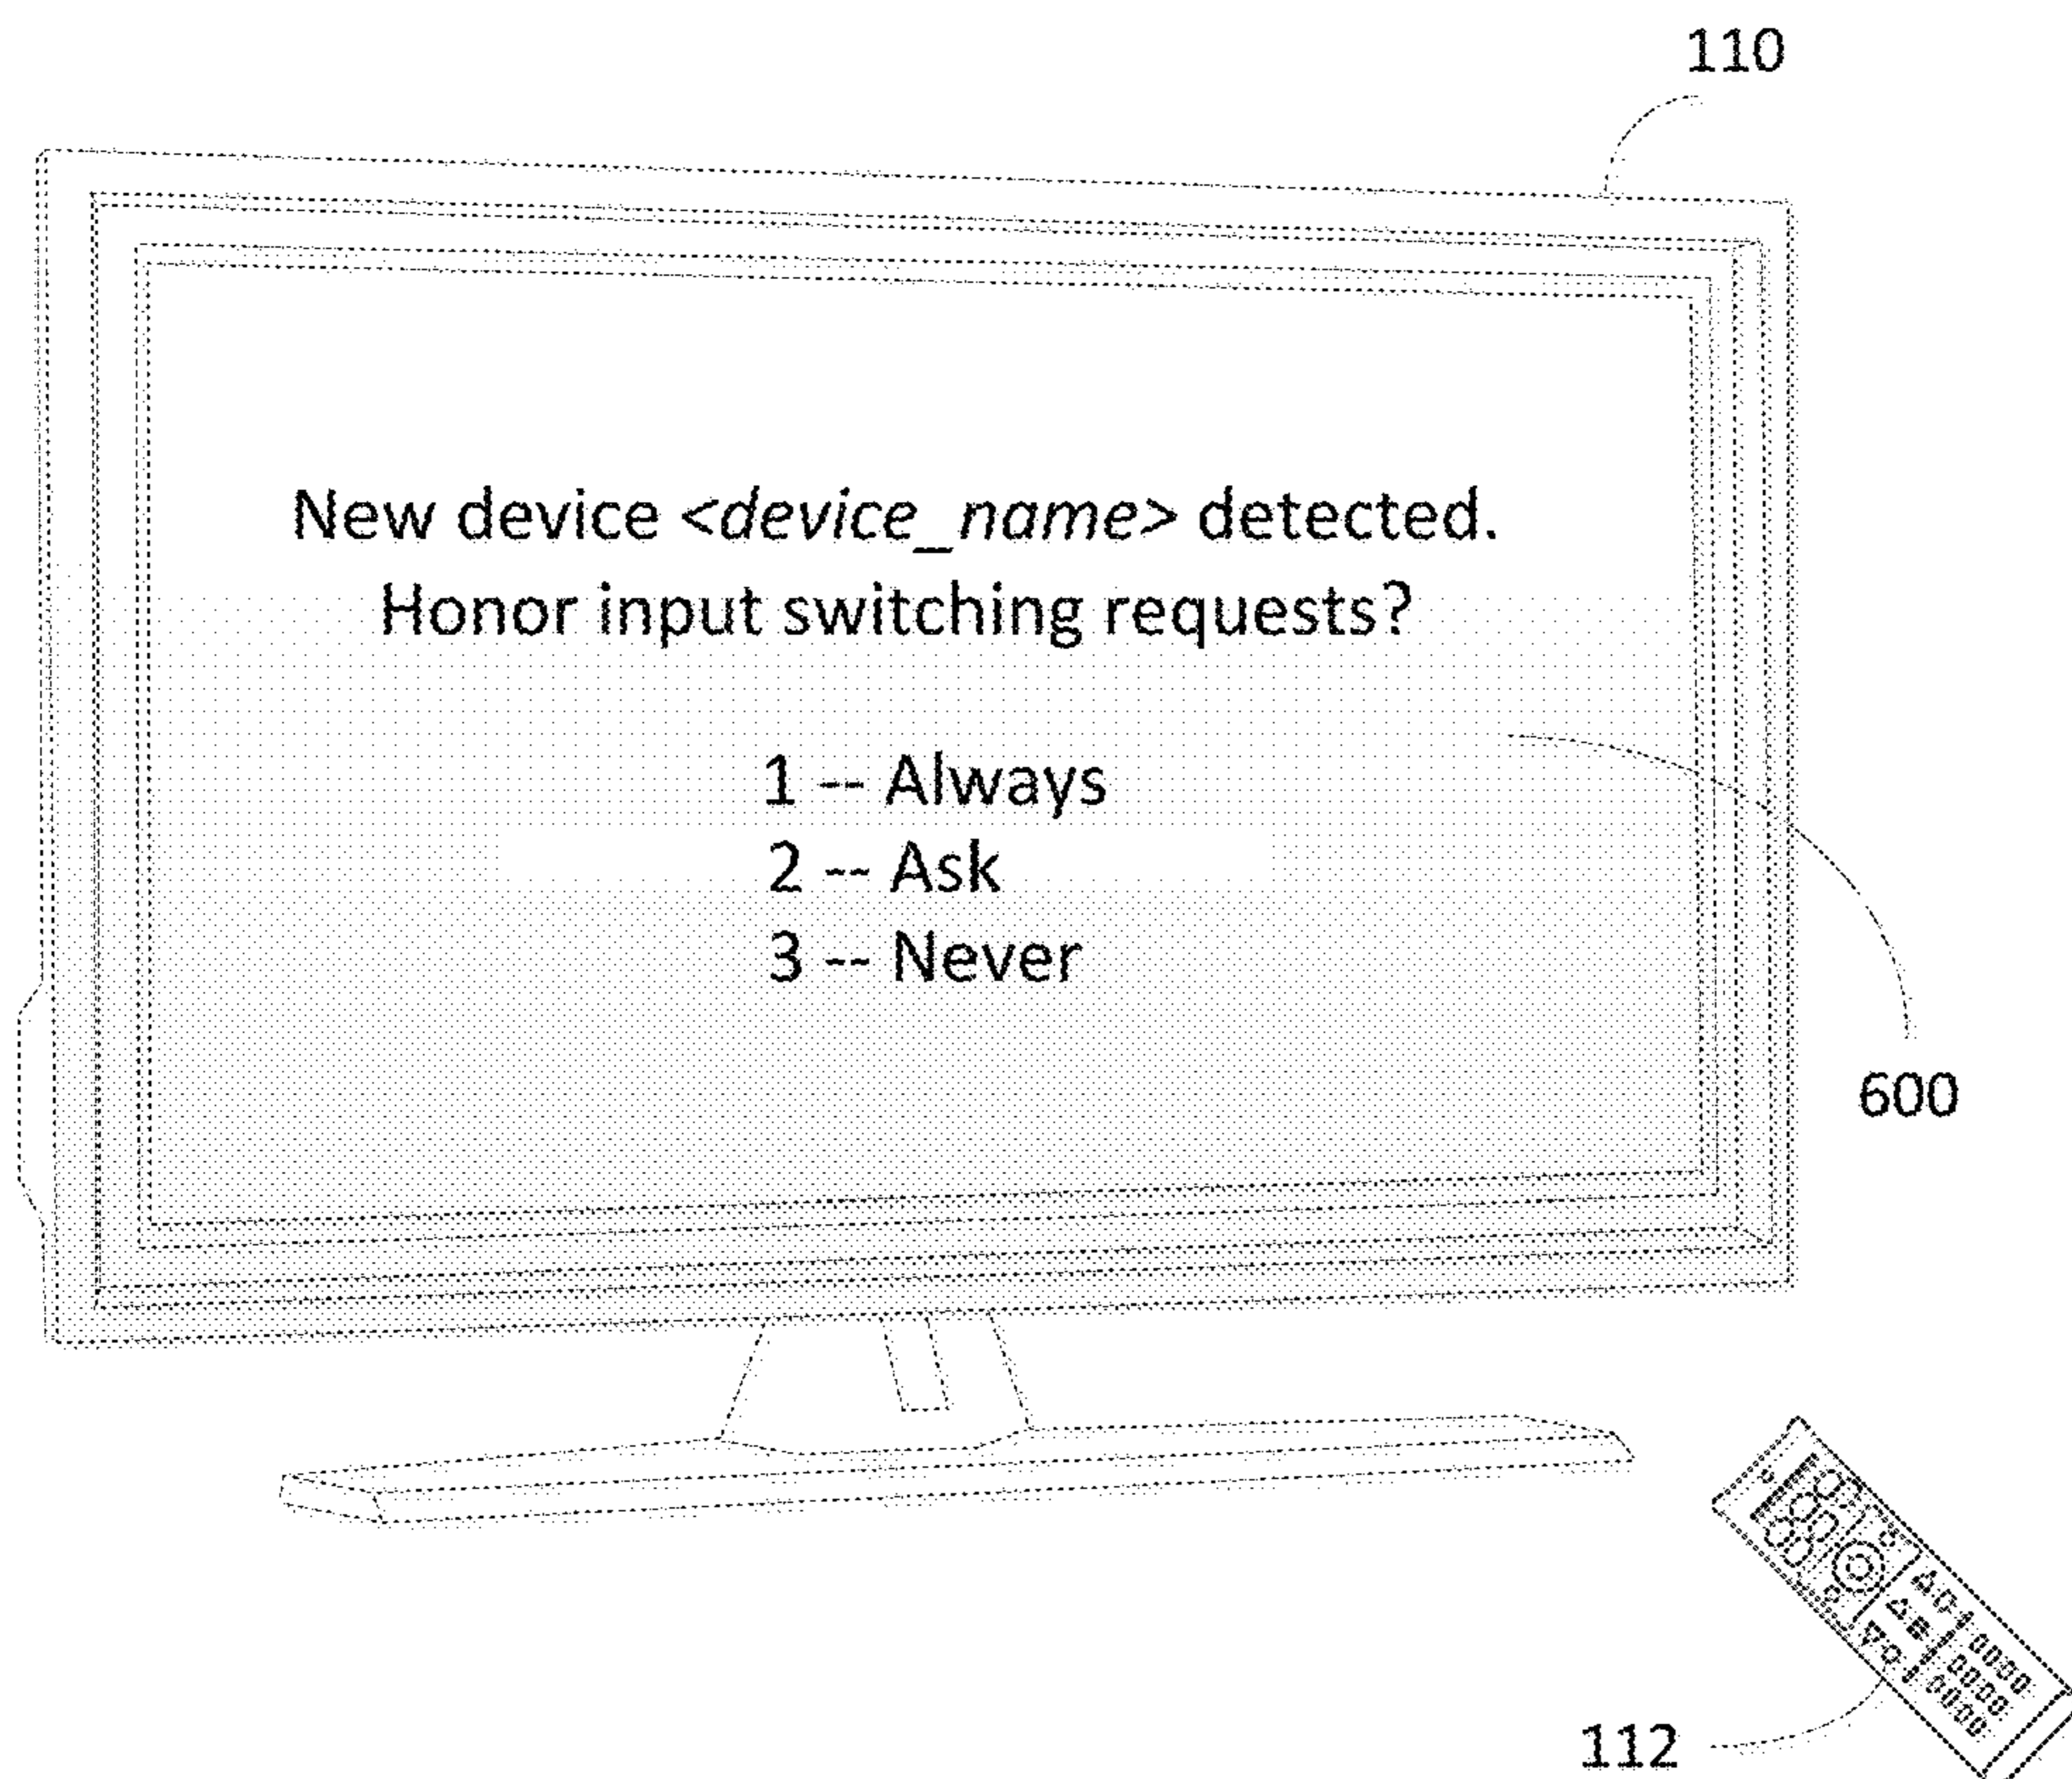 110
New device <device_name> detected.
Honor input switching requests?
1 -- Always
2 -- Ask
3 -- Never
600
112